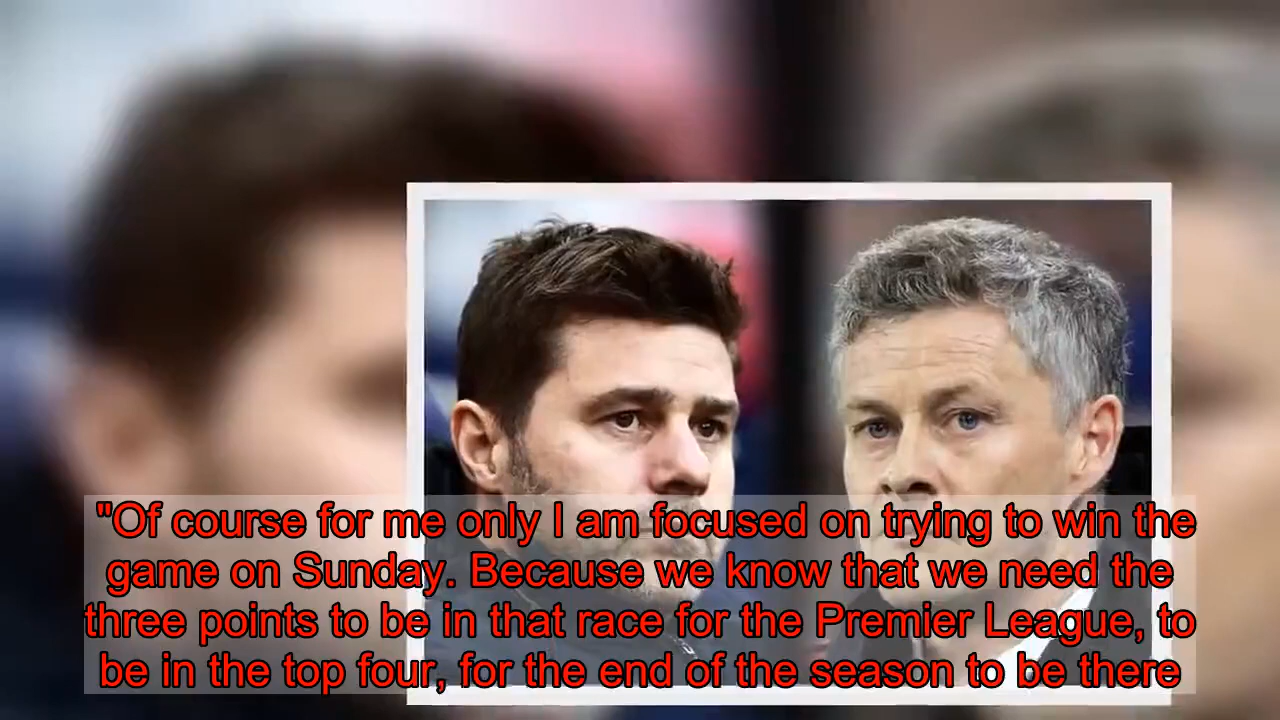 "Of course for me only I am focused on trying to win the
game on Sunday. Because we know that we need the
three points to be in that race for the Premier League, to
be in the top four, for the end of the season to be there